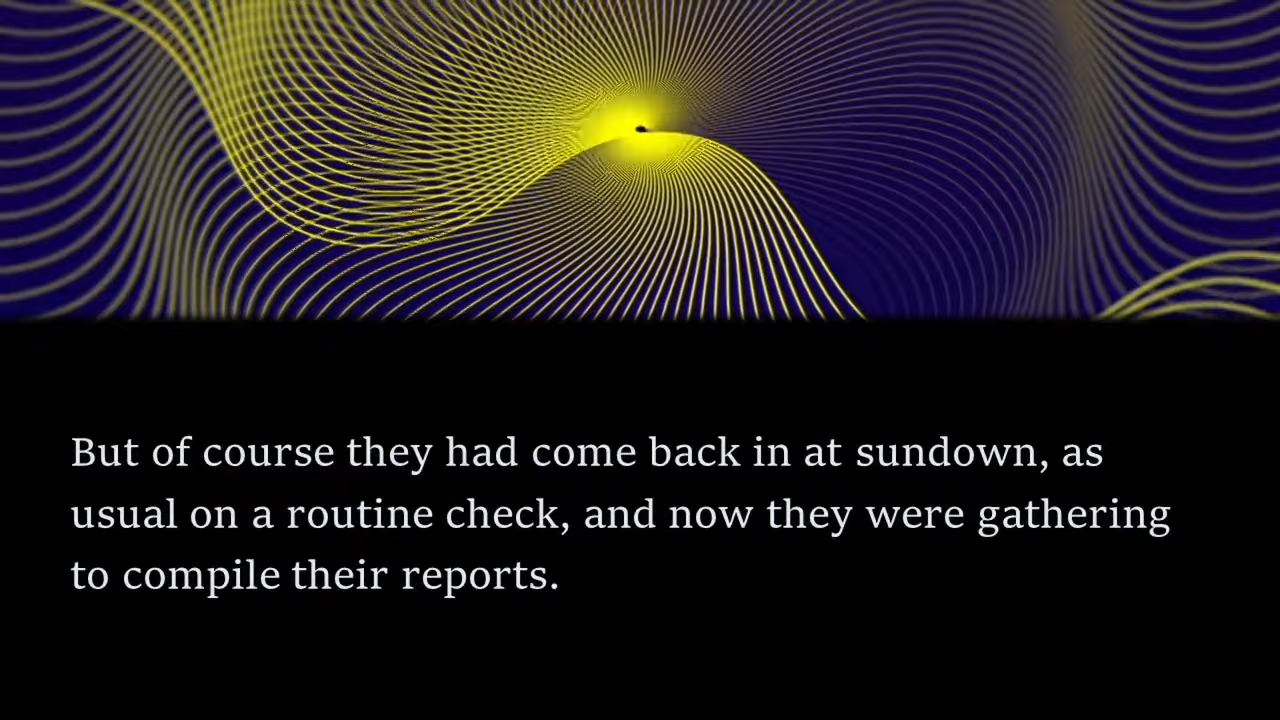 But of course they had come back in at sundown, as
usual on a routine check, and now they were gathering
to compile their reports.